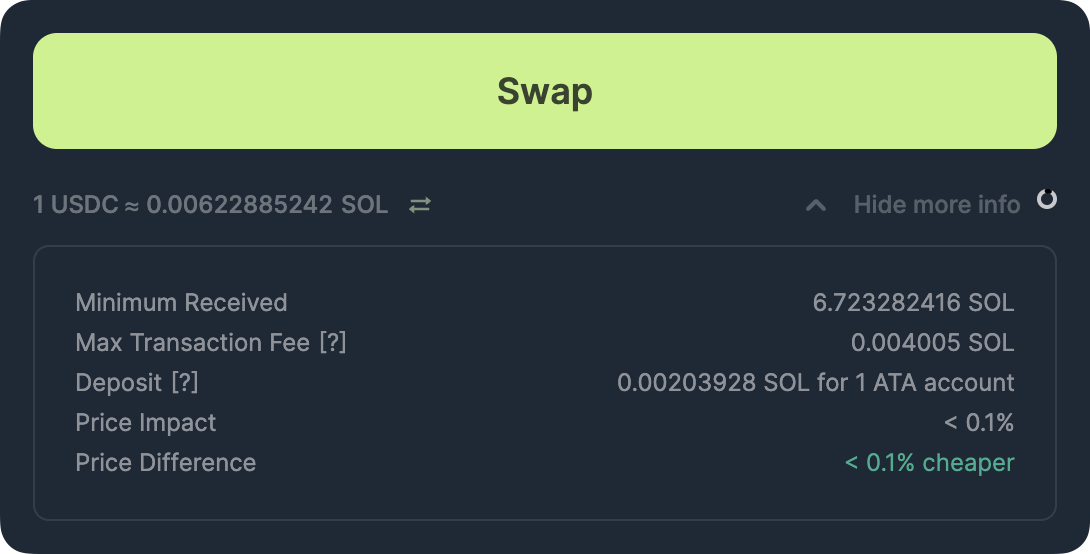 Swap
1 USDC ≈ 0.00622885242 SOL Hide more info
Minimum Received 6.723282416 SOL
Max Transaction Fee [?] 0.004005 SOL
Deposit [?] 0.00203928 SOL for 1 ATA account
Price Impact < 0.1%
Price Difference < 0.1% cheaper